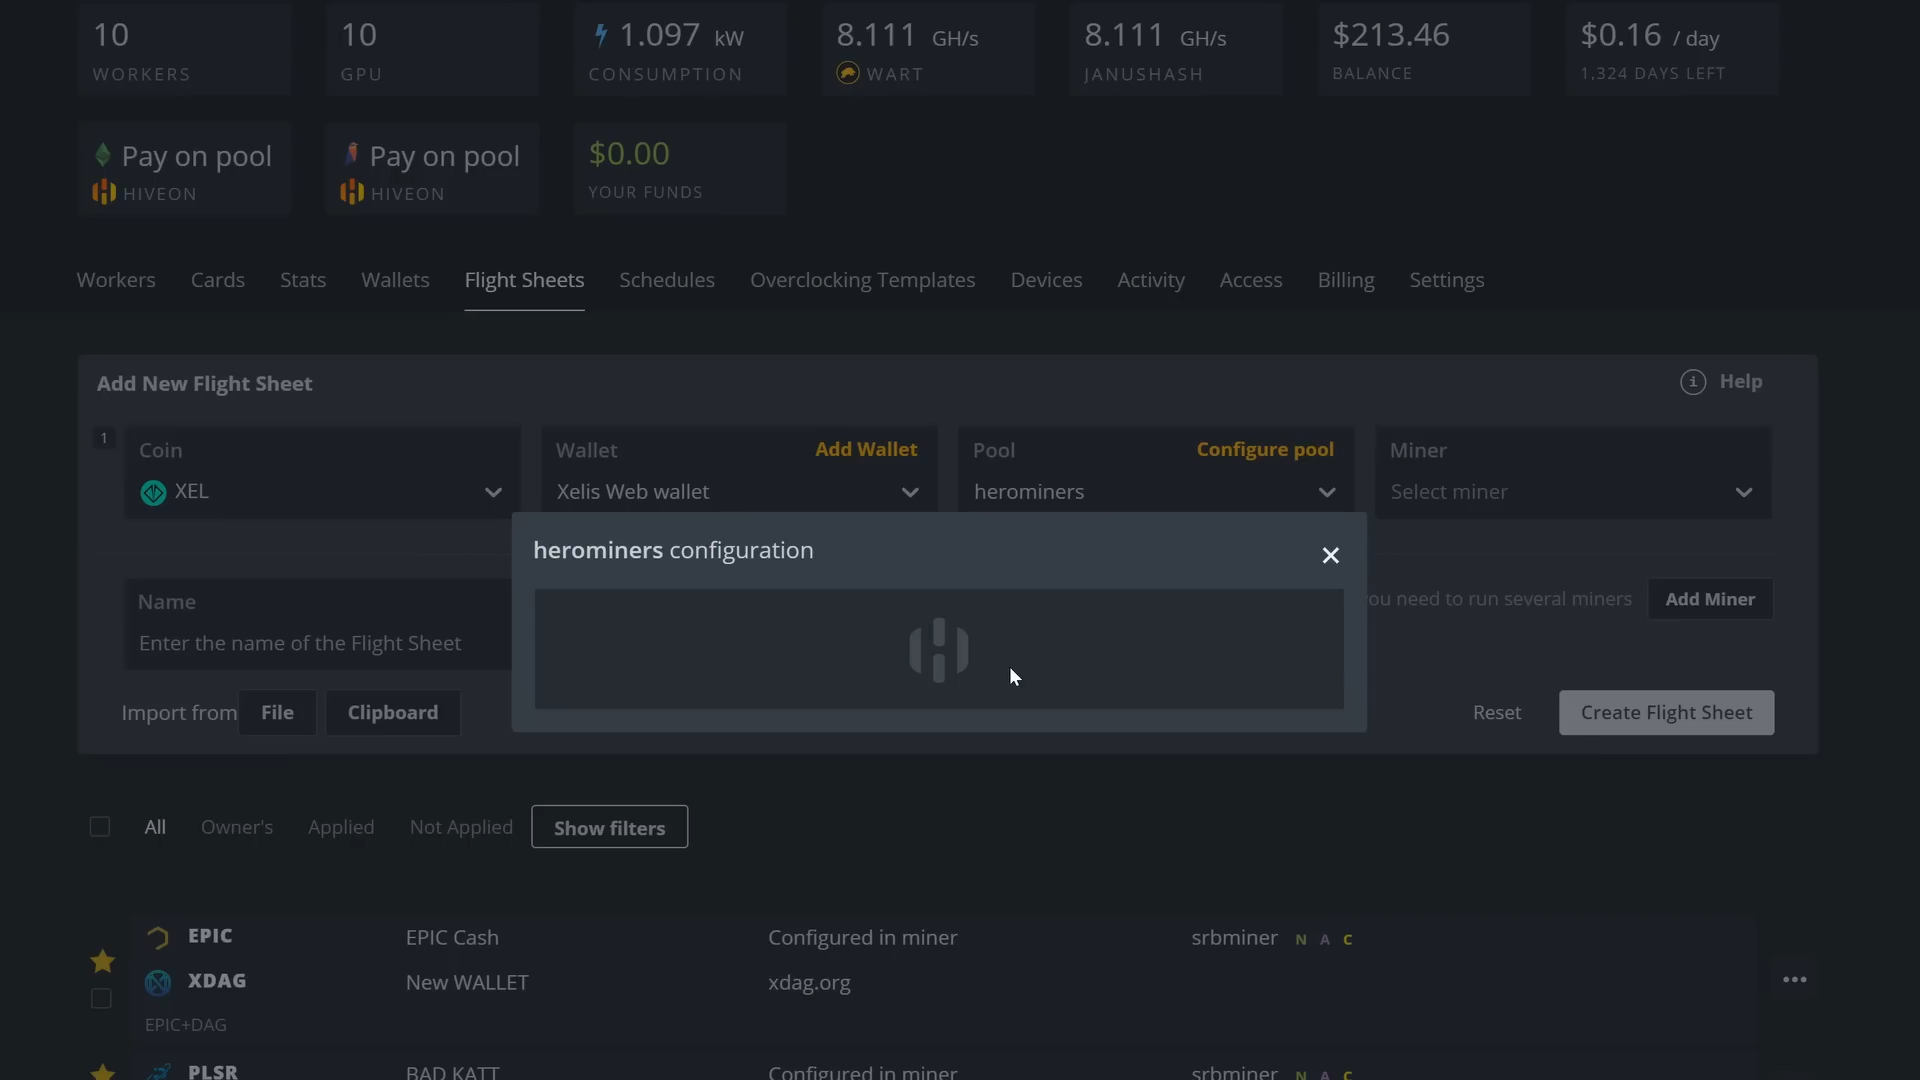 10
WORKERS
10
GPU
1.097 kW
CONSUMPTION
8.111 GH/s
WART
8.111 GH/s
JANUSHASH
$213.46
BALANCE
$0.16 / day
1,324 DAYS LEFT
Pay on pool
HIVEON
Pay on pool
HIVEON
$0.00
YOUR FUNDS
Workers Cards Stats Wallets Flight Sheets Schedules Overclocking Templates Devices Activity Access Billing Settings
Add New Flight Sheet
Help
1
Coin
XEL
Wallet Add Wallet
Xelis Web wallet
Pool Configure pool
herominers
Miner
Select miner
herominers configuration
Name
Enter the name of the Flight Sheet
you need to run several miners Add Miner
Import from File Clipboard
Reset Create Flight Sheet
All Owner's Applied Not Applied Show filters
EPIC EPIC Cash Configured in miner srbminer N A C
XDAG New WALLET xdag.org
EPIC+DAG
PLSR BAD KATT Configured in miner srbminer N A C